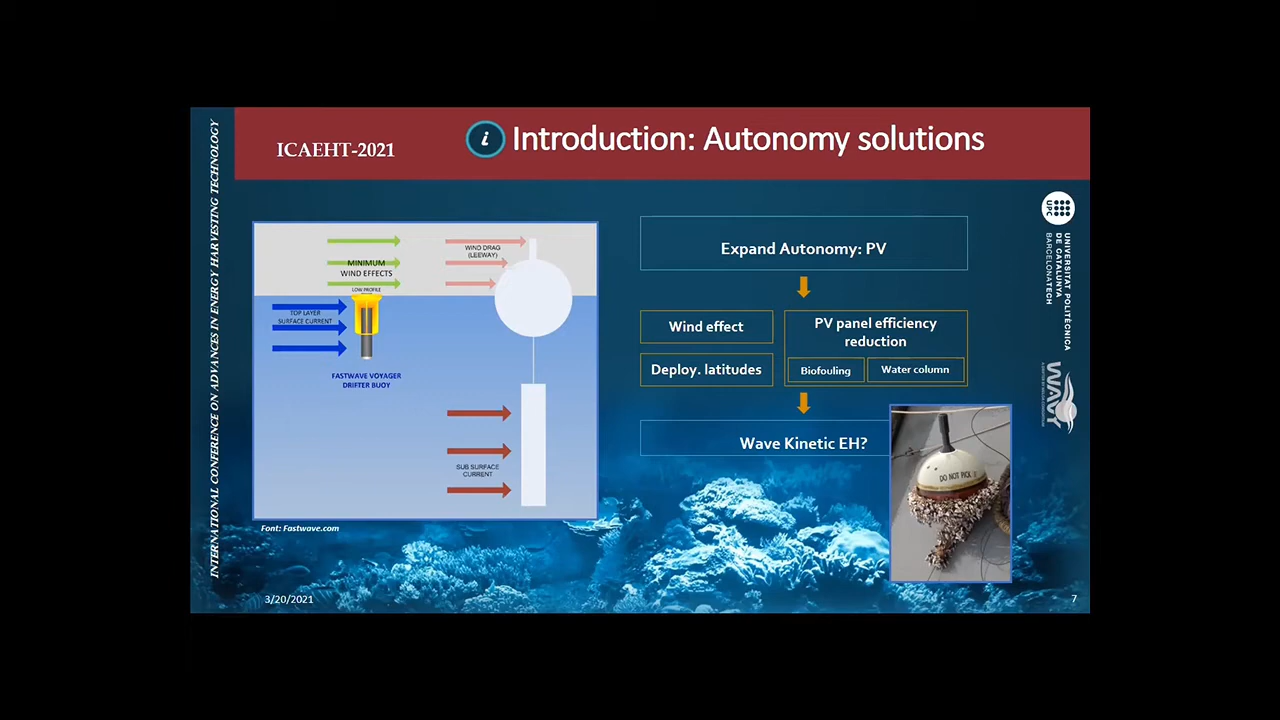 INTERNATIONAL CONFERENCE ON ADVANCES IN ENERGY HARVESTING TECHNOLOGY
ICAEHT-2021
i
Introduction: Autonomy solutions
MINIMUM
WIND EFFECTS
LOW PROFILE
WIND DRAG
(LEEWAY)
TOP LAYER
SURFACE CURRENT
FASTWAVE VOYAGER
DRIFTER BUOY
SUB SURFACE
CURRENT
Font: Fastwave.com
Expand Autonomy: PV
Wind effect
Deploy. latitudes
PV panel efficiency
reduction
Biofouling
Water column
Wave Kinetic EH?
DO NOT PICK
UPC
UNIVERSITAT POLITÈCNICA
DE CATALUNYA
BARCELONATECH
WAVY
3/20/2021
7